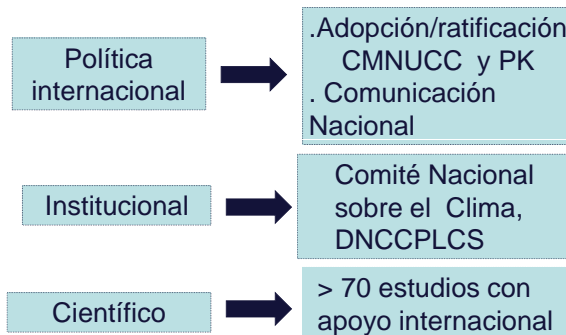 Política
internacional
.Adopción/ratificación
CMNUCC y PK
. Comunicación
Nacional
Institucional
Comité Nacional
sobre el Clima,
DNCCPLCS
Científico
> 70 estudios con
apoyo internacional